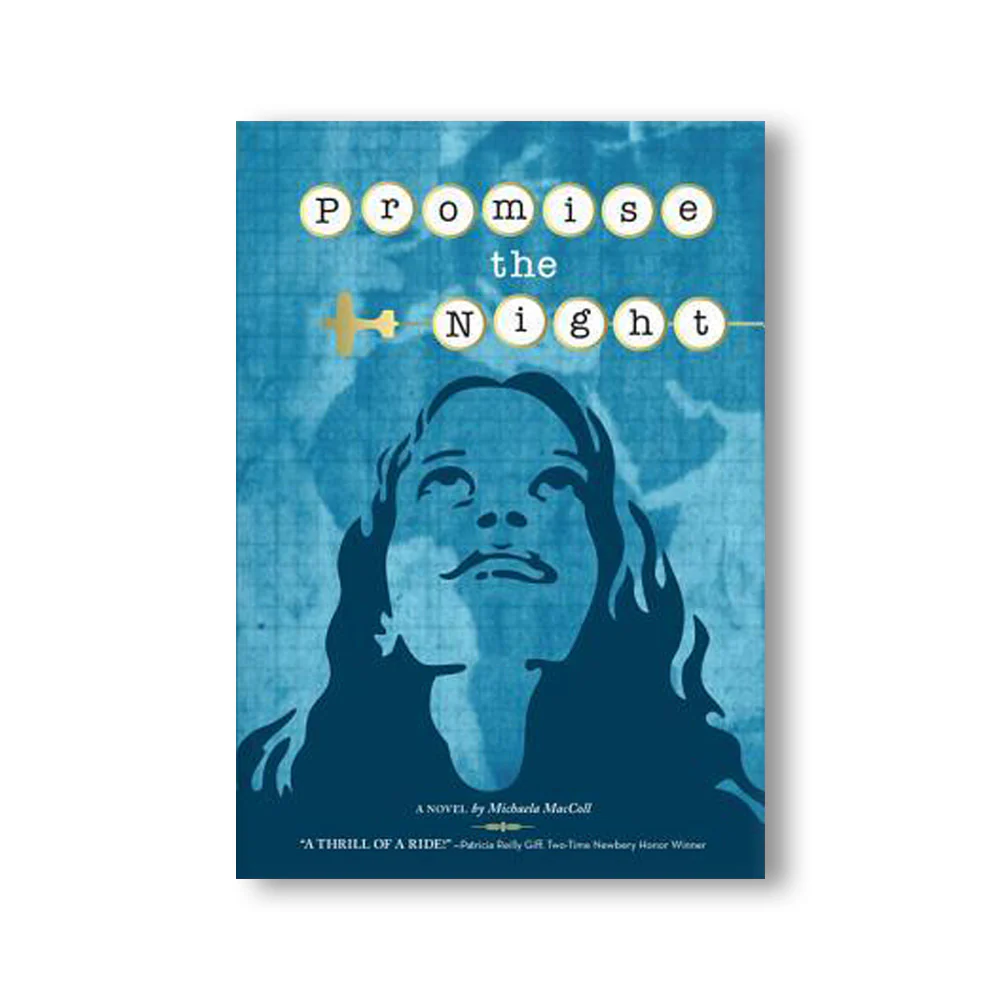 Promise
the
Night
A NOVEL by Michaela MacColl
"A THRILL OF A RIDE!" –Patricia Reilly Giff, Two-Time Newbery Honor Winner